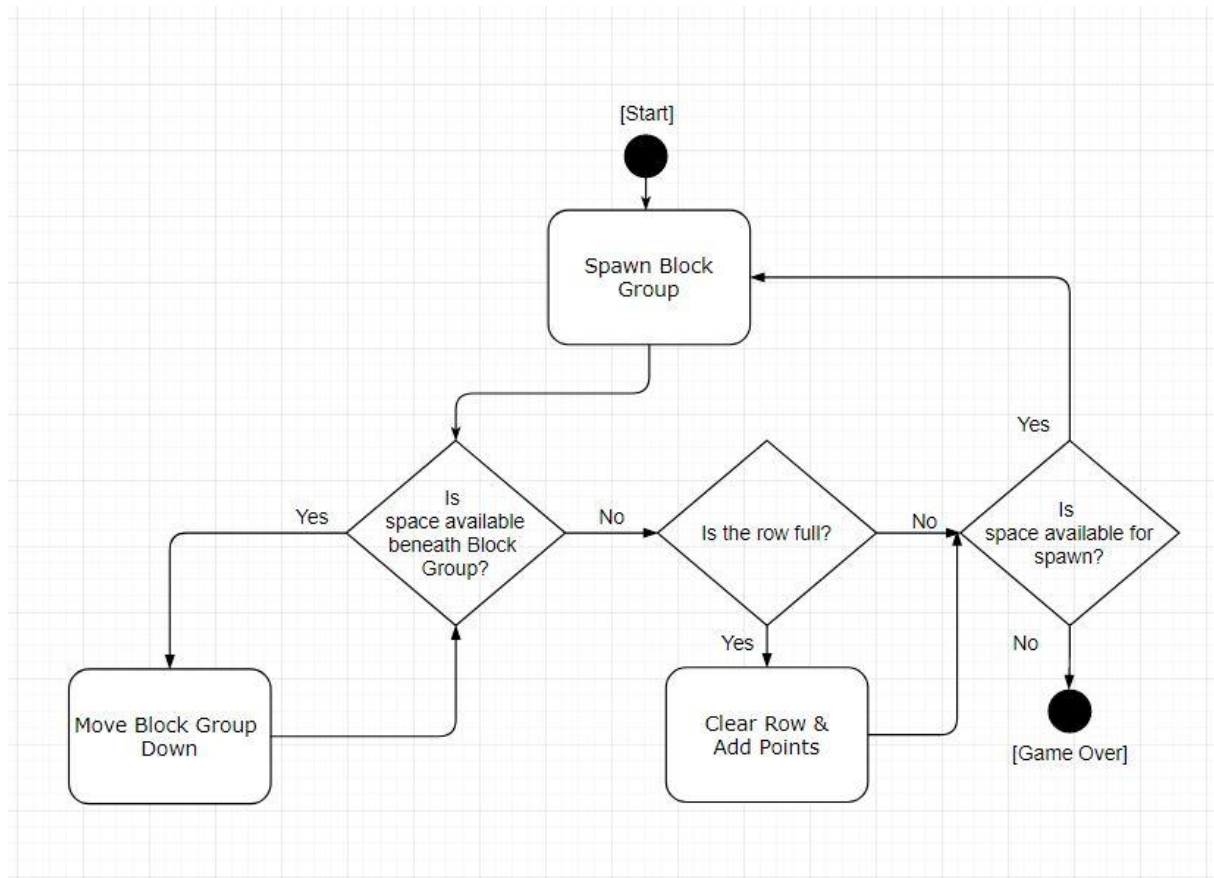 [Start]
Spawn Block
Group
Yes
Is
space available
beneath Block
Group?
No
Is the row full?
No
Is
space available for
spawn?
Yes
Yes
No
Move Block Group
Down
Clear Row &
Add Points
[Game Over]